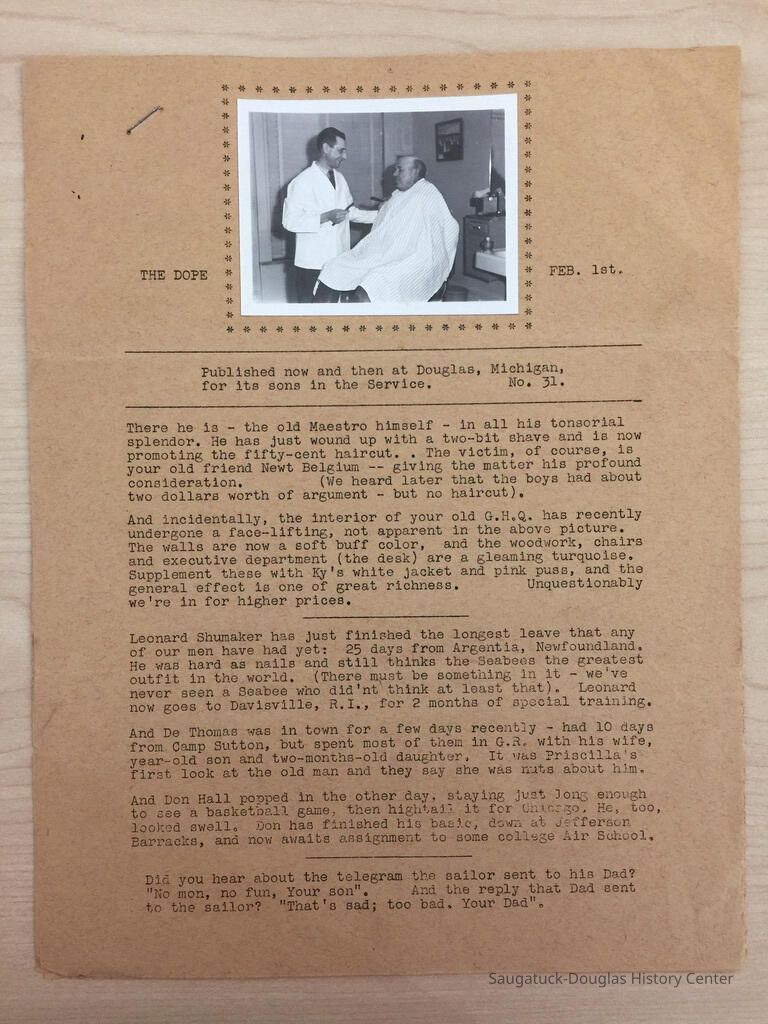 THE DOPE
FEB. 1st.
Published now and then at Douglas, Michigan,
for its sons in the Service. No. 31.
There he is - the old Maestro himself - in all his tonsorial
splendor. He has just wound up with a two-bit shave and is now
promoting the fifty-cent haircut. . The victim, of course, is
your old friend Newt Belgium -- giving the matter his profound
consideration. (We heard later that the boys had about
two dollars worth of argument - but no haircut).
And incidentally, the interior of your old G.H.Q. has recently
undergone a face-lifting, not apparent in the above picture.
The walls are now a soft buff color, and the woodwork, chairs
and executive department (the desk) are a gleaming turquoise.
Supplement these with Ky's white jacket and pink puss, and the
general effect is one of great richness. Unquestionably
we're in for higher prices.
Leonard Shumaker has just finished the longest leave that any
of our men have had yet: 25 days from Argentia, Newfoundland.
He was hard as nails and still thinks the Seabees the greatest
outfit in the world. (There must be something in it - we've
never seen a Seabee who did'nt think at least that). Leonard
now goes to Davisville, R.I., for 2 months of special training.
And De Thomas was in town for a few days recently - had 10 days
from Camp Sutton, but spent most of them in G.R. with his wife,
year-old son and two-months-old daughter. It was Priscilla's
first look at the old man and they say she was nuts about him.
And Don Hall popped in the other day, staying just long enough
to see a basketball game, then hightail it for Chicago. He, too,
looked swell. Don has finished his basic, down at Jefferson
Barracks, and now awaits assignment to some college Air School.
Did you hear about the telegram the sailor sent to his Dad?
"No mon, no fun, Your son". And the reply that Dad sent
to the sailor? "That's sad; too bad. Your Dad".
Saugatuck-Douglas History Center